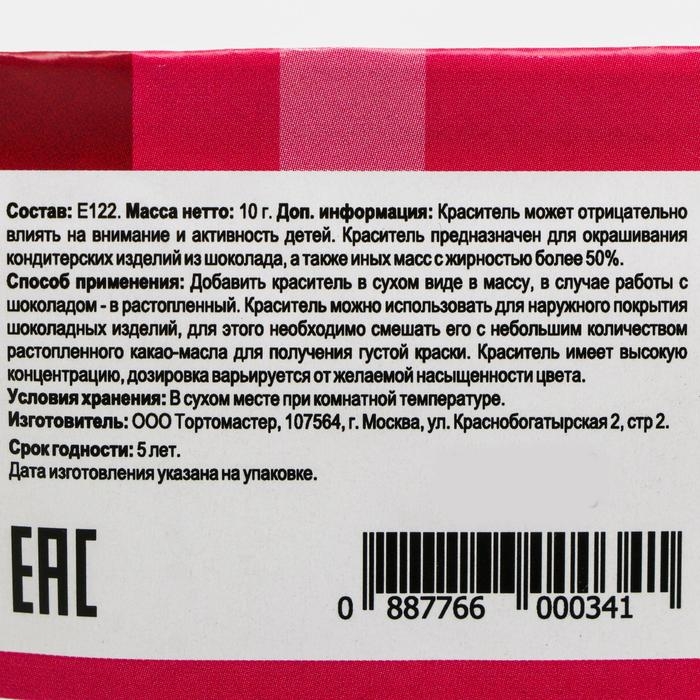 Состав: Е122. Масса нетто: 10 г. Доп. информация: Краситель может отрицательно
влиять на внимание и активность детей. Краситель предназначен для окрашивания
кондитерских изделий из шоколада, а также иных масс с жирностью более 50%.
Способ применения: Добавить краситель в сухом виде в массу, в случае работы с
шоколадом - в растопленный. Краситель можно использовать для наружного покрытия
шоколадных изделий, для этого необходимо смешать его с небольшим количеством
растопленного какао-масла для получения густой краски. Краситель имеет высокую
концентрацию, дозировка варьируется от желаемой насыщенности цвета.
Условия хранения: В сухом месте при комнатной температуре.
Изготовитель: ООО Тортомастер, 107564, г. Москва, ул. Краснобогатырская 2, стр 2.
Срок годности: 5 лет.
Дата изготовления указана на упаковке.
ЕАС
0 887766 000341